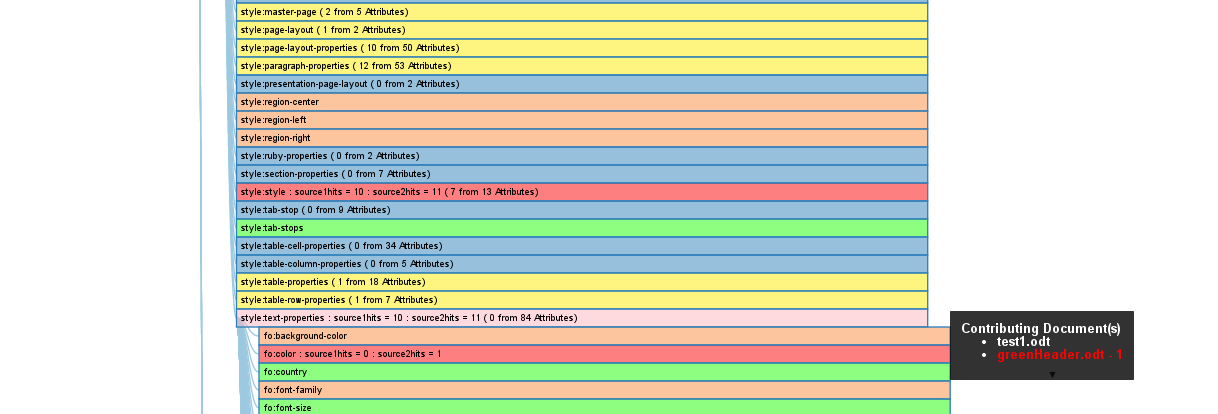 style:master-page ( 2 from 5 Attributes)
style:page-layout ( 1 from 2 Attributes)
style:page-layout-properties ( 10 from 50 Attributes)
style:paragraph-properties ( 12 from 53 Attributes)
style:presentation-page-layout ( 0 from 2 Attributes)
style:region-center
style:region-left
style:region-right
style:ruby-properties ( 0 from 2 Attributes)
style:section-properties ( 0 from 7 Attributes)
style:style : source1hits = 10 : source2hits = 11 ( 7 from 13 Attributes)
style:tab-stop ( 0 from 9 Attributes)
style:tab-stops
style:table-cell-properties ( 0 from 34 Attributes)
style:table-column-properties ( 0 from 5 Attributes)
style:table-properties ( 1 from 18 Attributes)
style:table-row-properties ( 1 from 7 Attributes)
style:text-properties : source1hits = 10 : source2hits = 11 ( 0 from 84 Attributes)
fo:background-color
fo:color : source1hits = 0 : source2hits = 1
fo:country
fo:font-family
fo:font-size
Contributing Document(s)
• test1.odt
• greenHeader.odt - 1